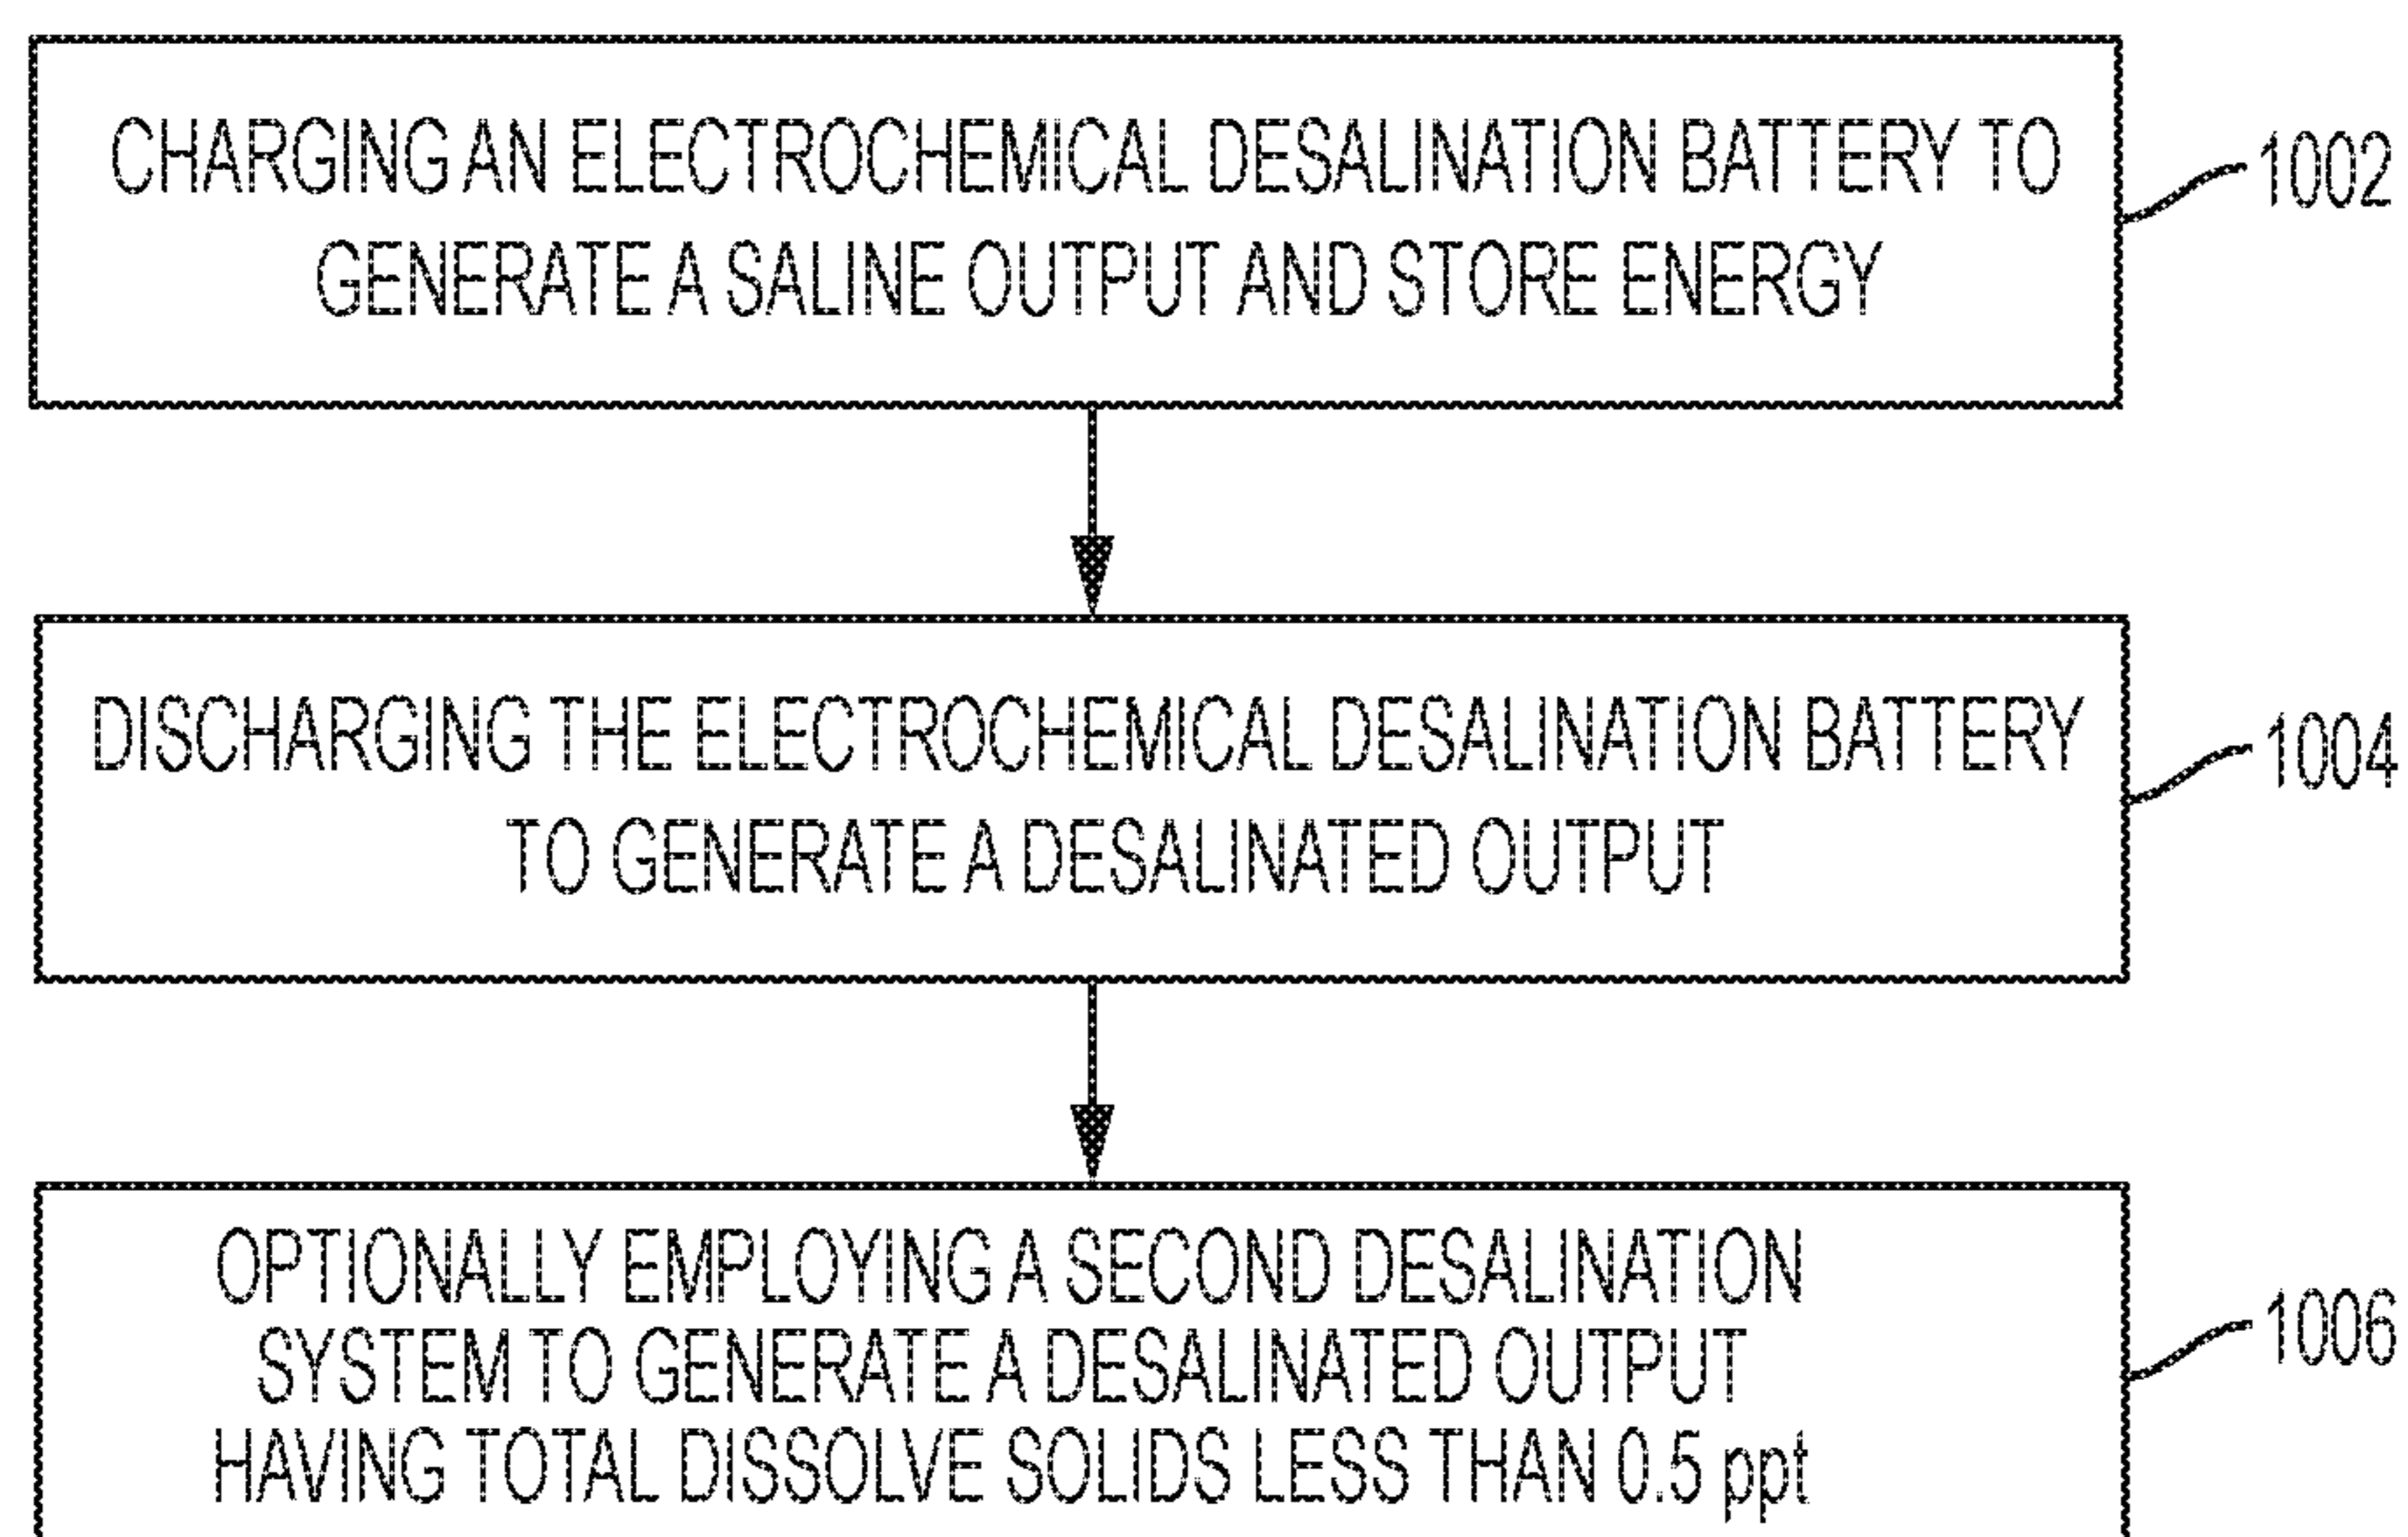 CHARGING AN ELECTROCHEMICAL DESALINATION BATTERY TO
GENERATE A SALINE OUTPUT AND STORE ENERGY
1002
DISCHARGING THE ELECTROCHEMICAL DESALINATION BATTERY
TO GENERATE A DESALINATED OUTPUT
1004
OPTIONALLY EMPLOYING A SECOND DESALINATION
SYSTEM TO GENERATE A DESALINATED OUTPUT
HAVING TOTAL DISSOLVE SOLIDS LESS THAN 0.5 ppt
1006